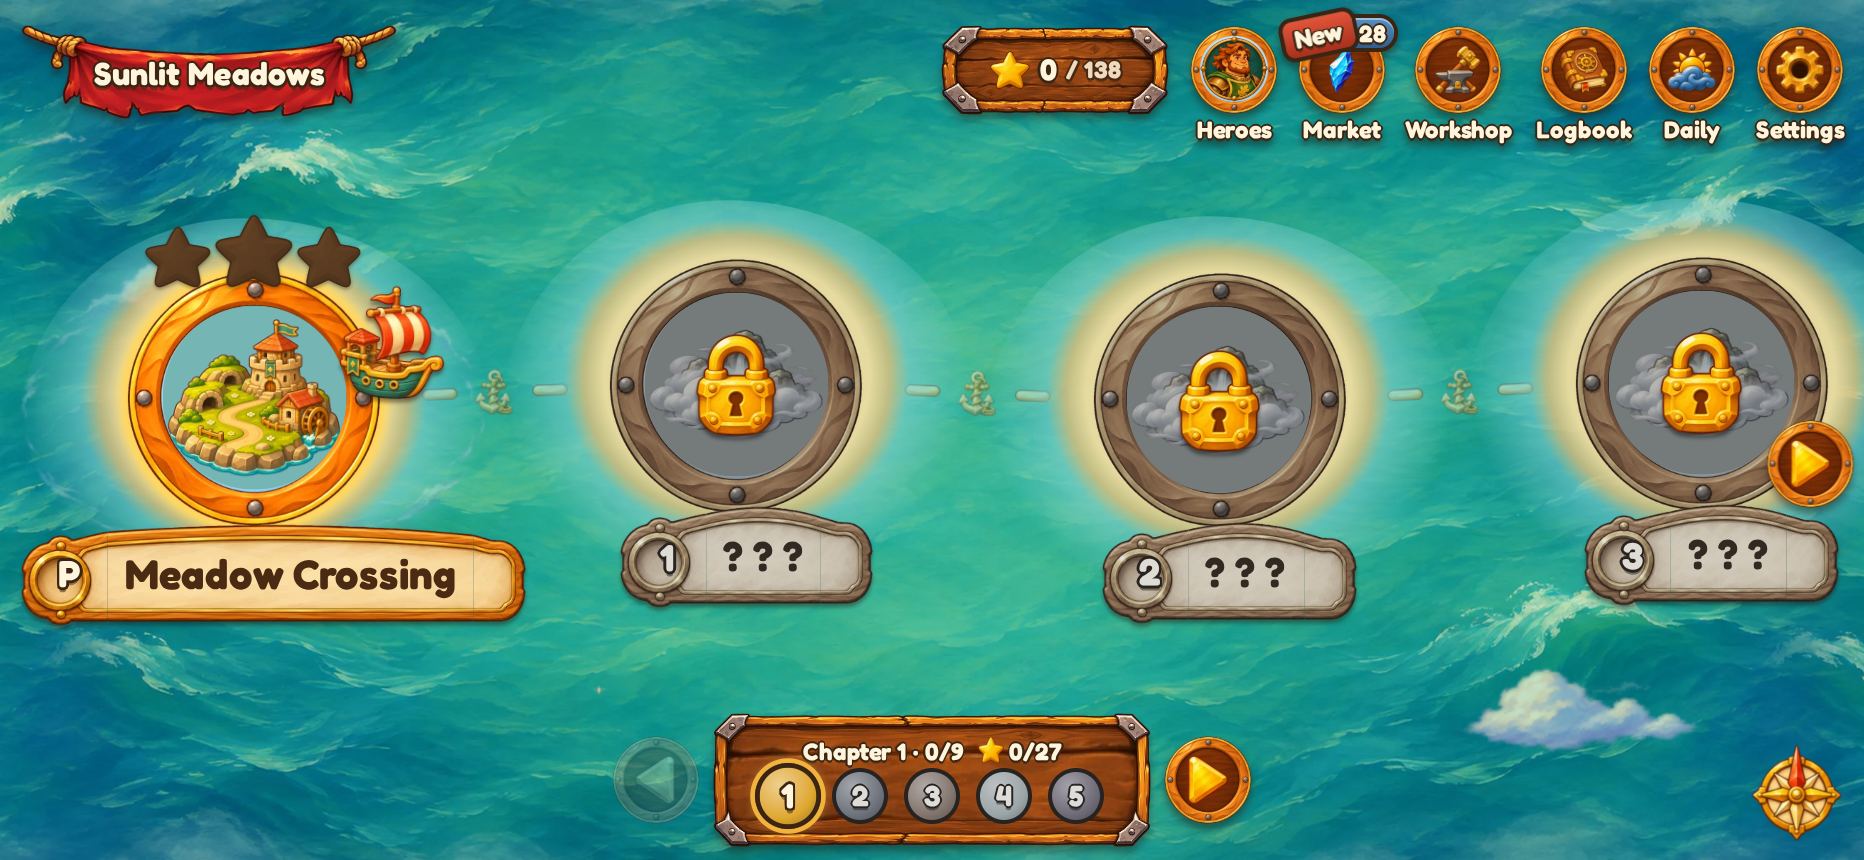 Sunlit Meadows
0 / 138
New 28
Heroes
Market
Workshop
Logbook
Daily
Settings
P Meadow Crossing
1 ???
2 ???
3 ???
Chapter 1 · 0/9 0/27
1 2 3 4 5